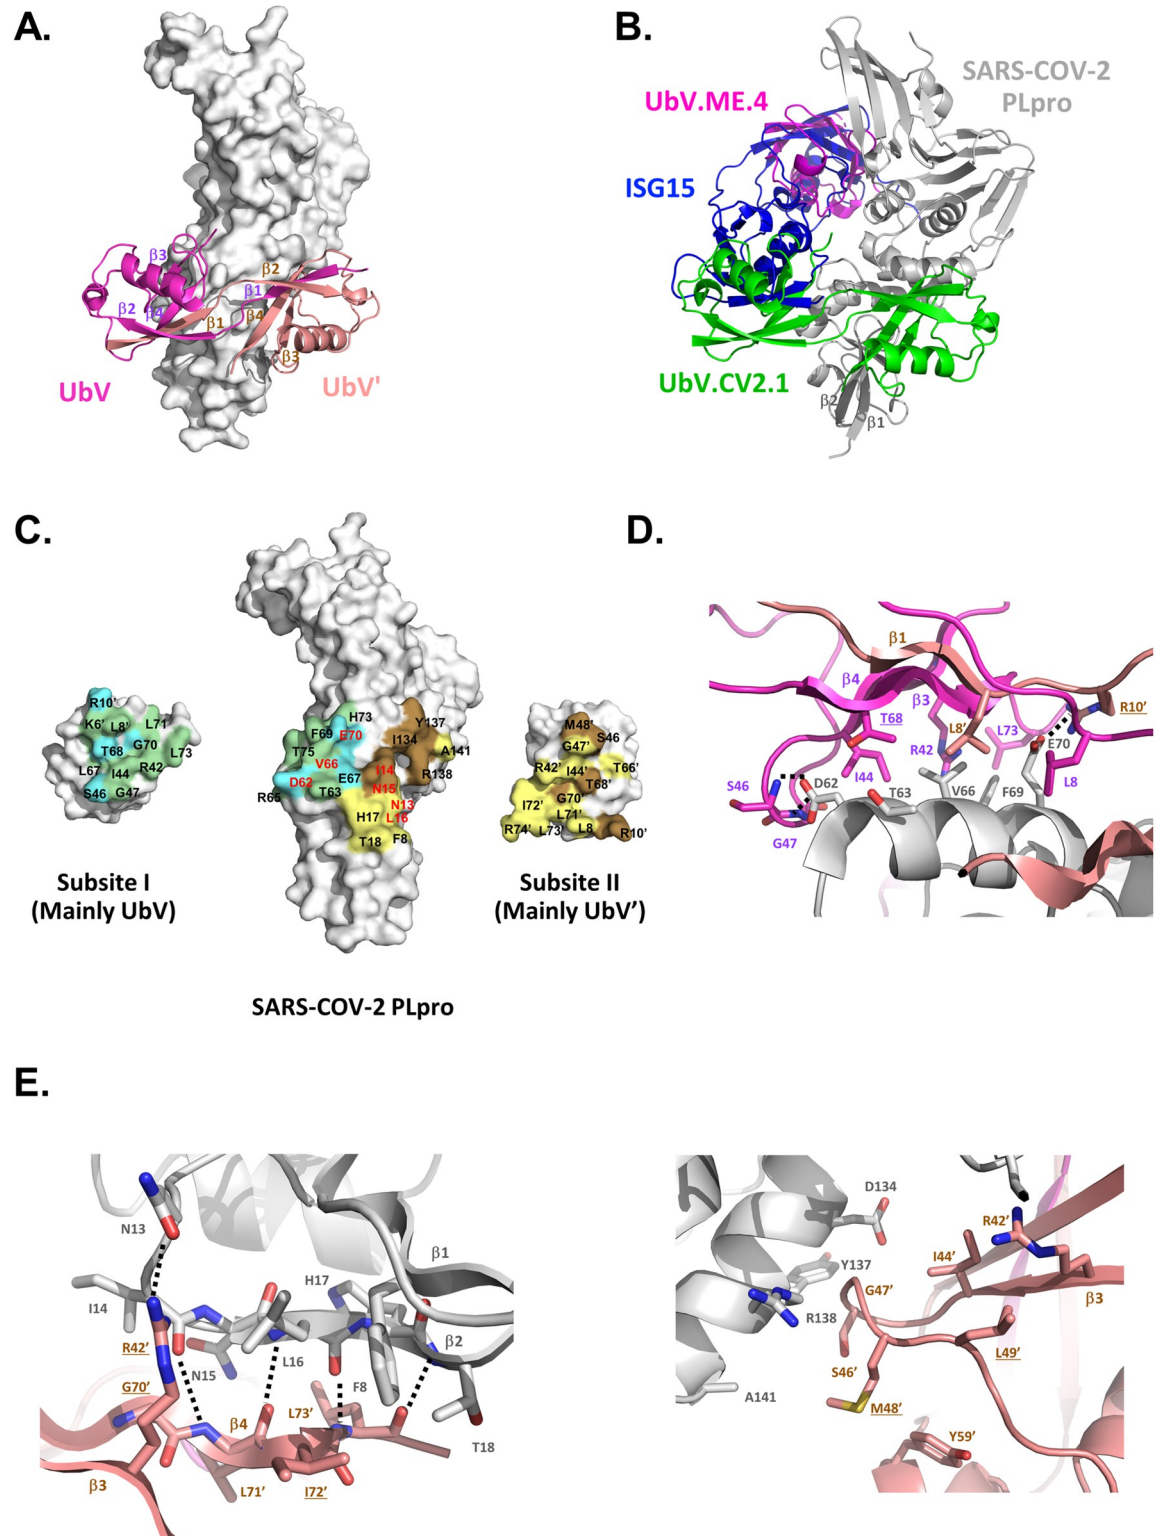 A.
β3
β2
β2
β4
β1
β1
β4
β3
UbV
UbV'
B.
SARS-COV-2
PLpro
UbV.ME.4
ISG15
UbV.CV2.1
β2
β1
C.
R10'
K6'
L8'
L71'
T68
G70
L73
L67
I44
R42
S46
G47
H73
Y137
F69
E70
I134
T75
A141
V66
I14
R138
D62
E67
N15
R65
T63
N13
H17
L16
T18
F8
M48'
S46
G47'
R42'
I44'
T66'
T68'
I72'
G70'
L71'
R74'
L73'
L8
R10'
Subsite I
(Mainly UbV)
Subsite II
(Mainly UbV')
SARS-COV-2 PLpro
D.
β1
β4
β3
T68
L8'
L73
R10'
R42
E70
I44
L8
S46
D62
T63
V66
F69
G47
E.
N13
β1
H17
I14
R42'
L16
β2
N15
G70'
F8
β4
L73'
T18
β3
L71'
I72'
D134
R42'
I44'
Y137
G47'
β3
R138
L49'
S46'
A141
M48'
Y59'